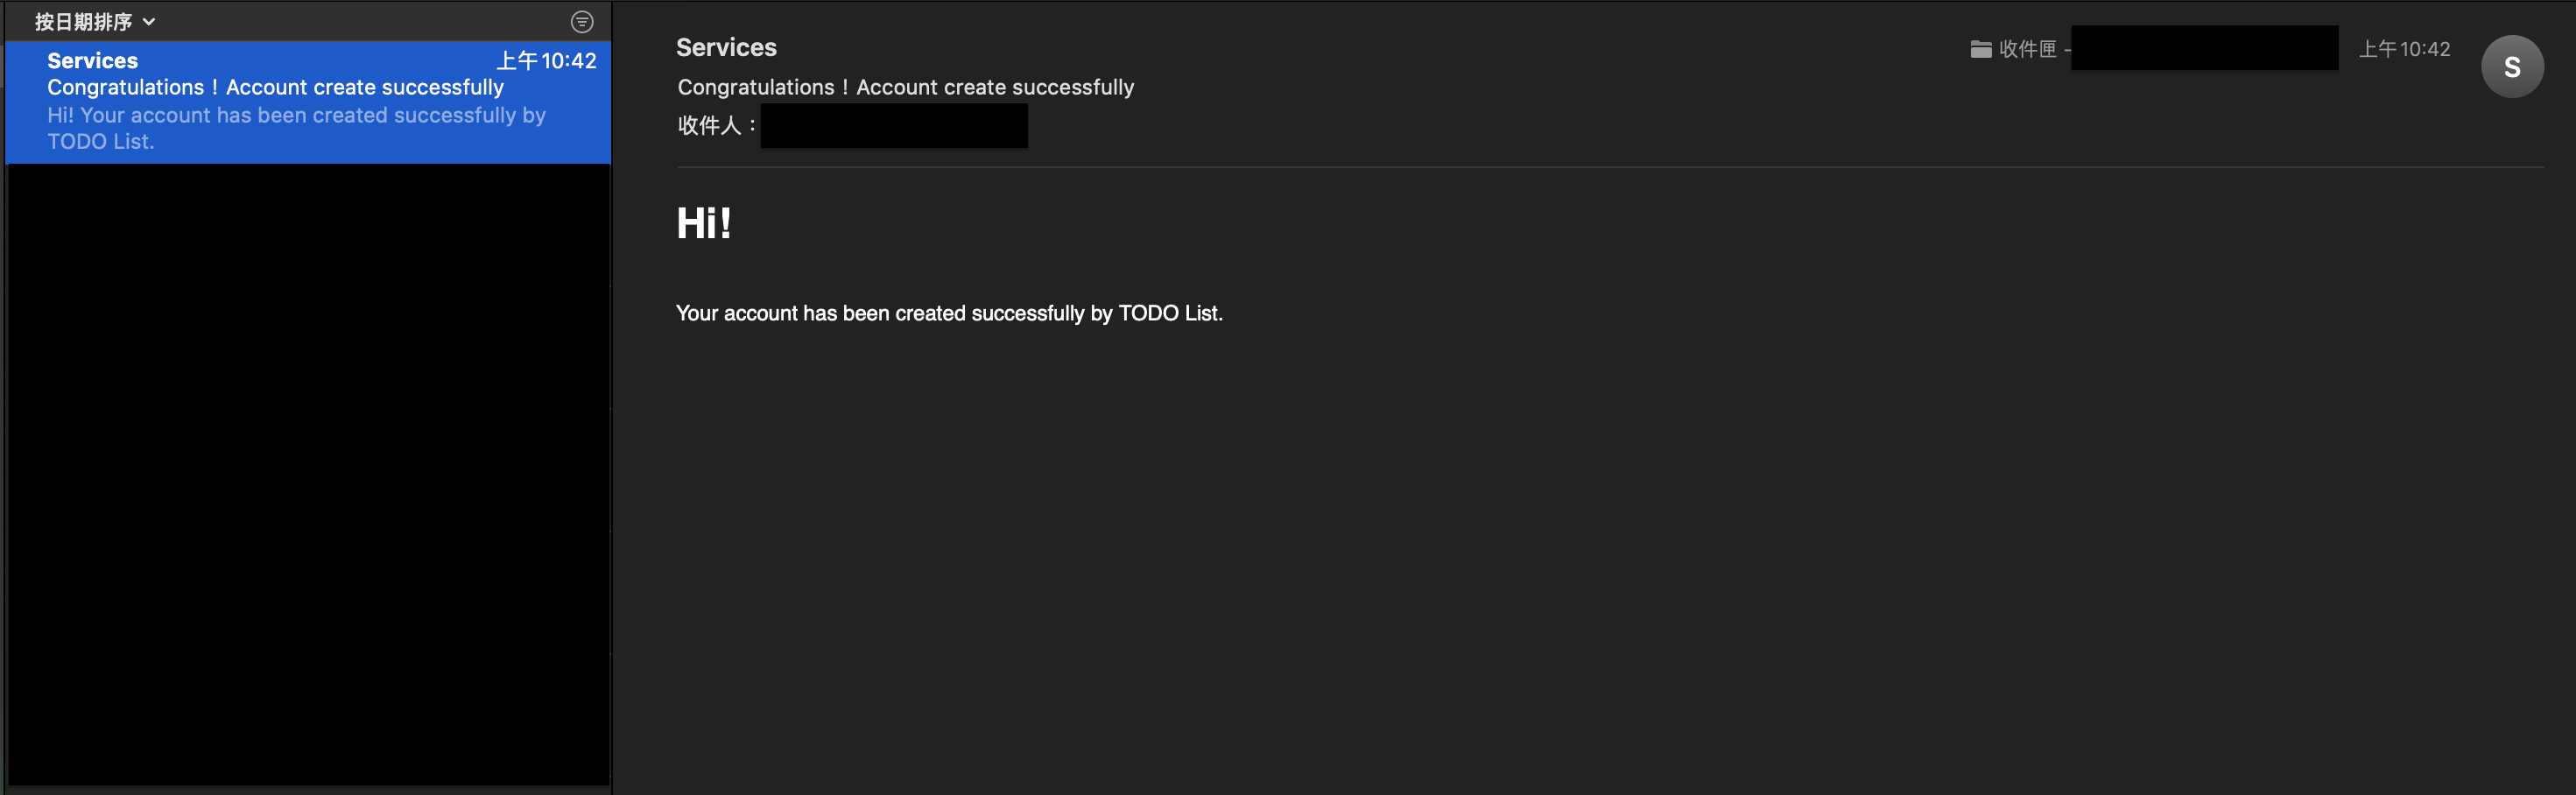 按日期排序
Services 上午10:42
Congratulations！Account create successfully
Hi! Your account has been created successfully by
TODO List.
Services
收件匣 – 上午10:42
S
Congratulations！Account create successfully
收件人：
Hi!
Your account has been created successfully by TODO List.